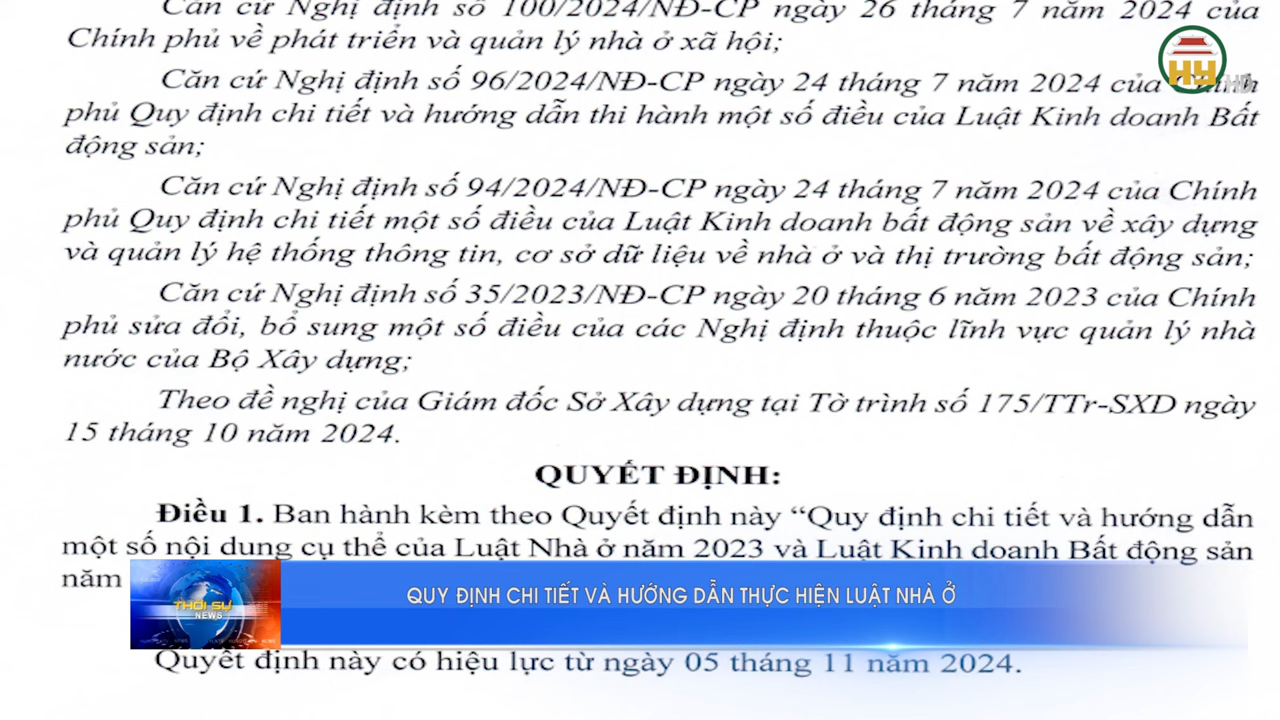 Căn cứ Nghị định số 100/2024/NĐ-CP ngày 26 tháng 7 năm 2024 của
Chính phủ về phát triển và quản lý nhà ở xã hội;
Căn cứ Nghị định số 96/2024/NĐ-CP ngày 24 tháng 7 năm 2024 của Chính
HY
phủ Quy định chi tiết và hướng dẫn thi hành một số điều của Luật Kinh doanh Bất
động sản;
Căn cứ Nghị định số 94/2024/NĐ-CP ngày 24 tháng 7 năm 2024 của Chính
phủ Quy định chi tiết một số điều của Luật Kinh doanh bất động sản về xây dựng
và quản lý hệ thống thông tin, cơ sở dữ liệu về nhà ở và thị trường bất động sản;
Căn cứ Nghị định số 35/2023/NĐ-CP ngày 20 tháng 6 năm 2023 của Chính
phủ sửa đổi, bổ sung một số điều của các Nghị định thuộc lĩnh vực quản lý nhà
nước của Bộ Xây dựng;
Theo đề nghị của Giám đốc Sở Xây dựng tại Tờ trình số 175/TTr-SXD ngày
15 tháng 10 năm 2024.
QUYẾT ĐỊNH:
Điều 1. Ban hành kèm theo Quyết định này “Quy định chi tiết và hướng dẫn
một số nội dung cụ thể của Luật Nhà ở năm 2023 và Luật Kinh doanh Bất động sản
năm
THỜI SỰ
NEWS
QUY ĐỊNH CHI TIẾT VÀ HƯỚNG DẪN THỰC HIỆN LUẬT NHÀ Ở
Quyết định này có hiệu lực từ ngày 05 tháng 11 năm 2024.